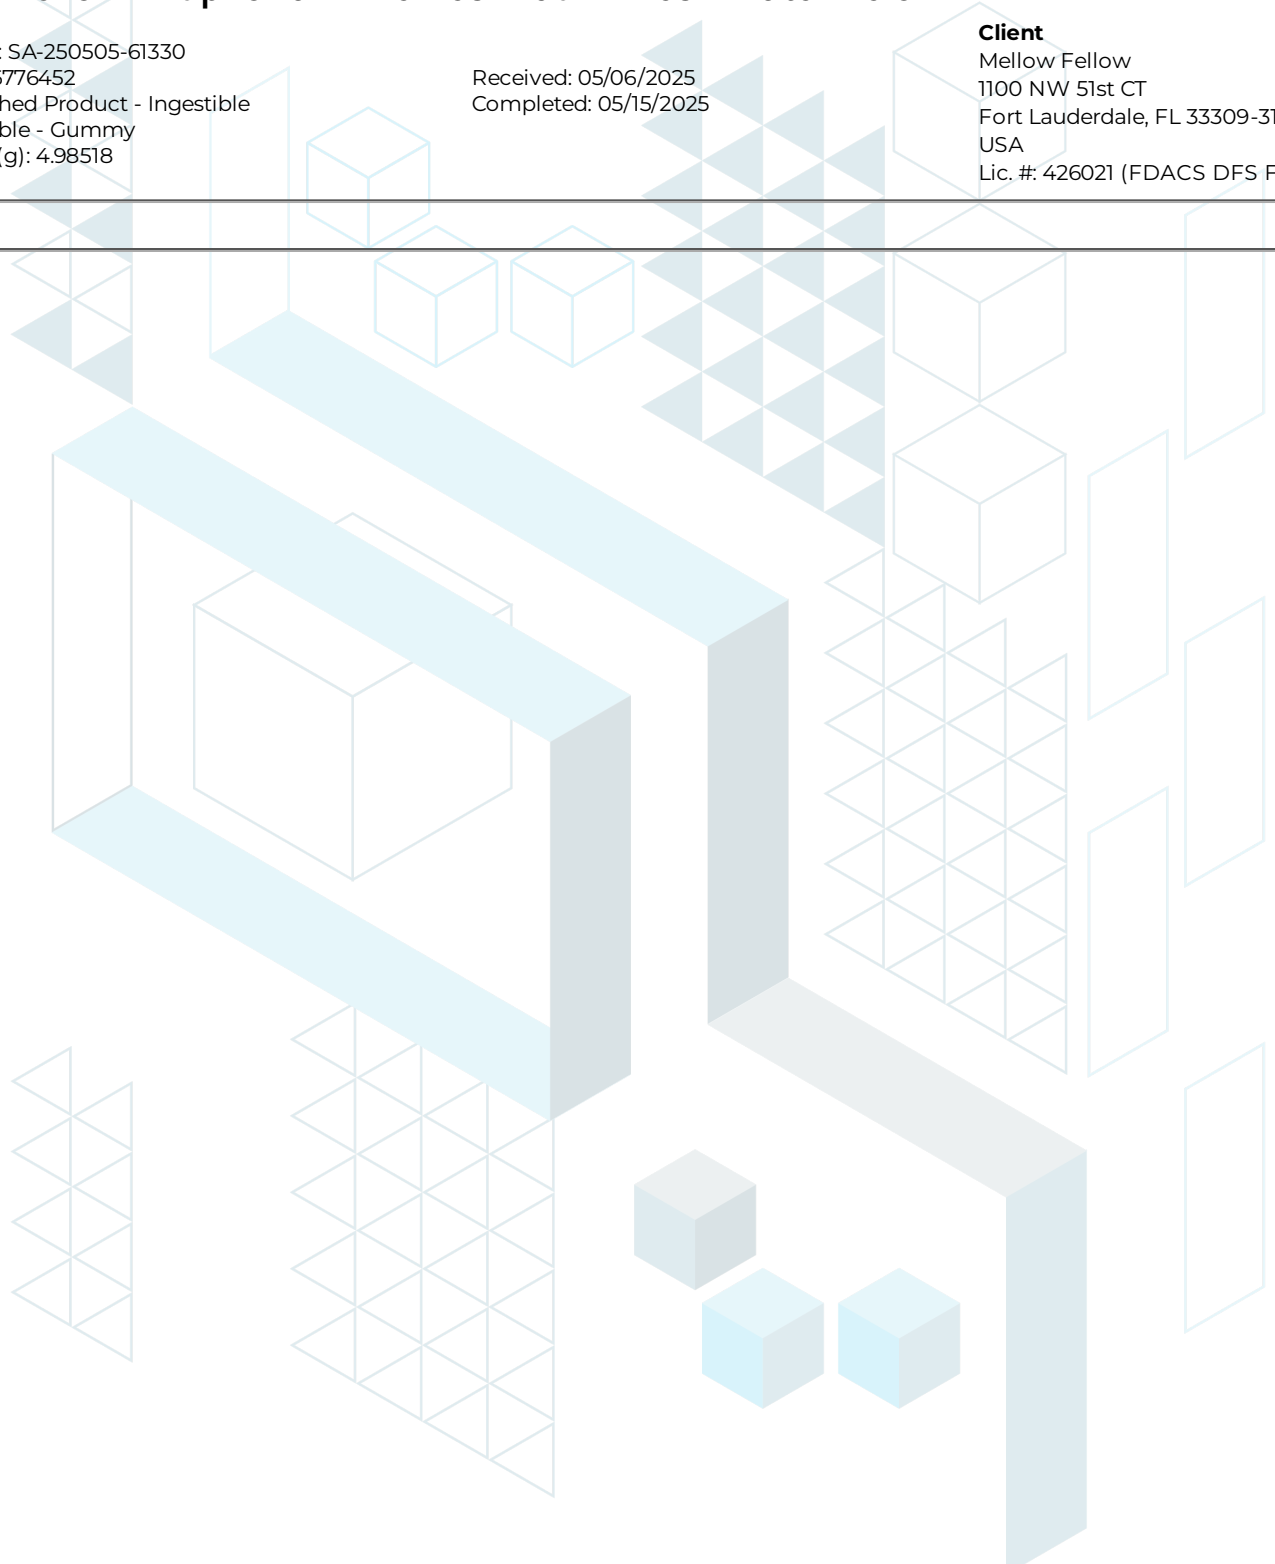 : SA-250505-61330
5776452
hed Product - Ingestible
ble - Gummy
(g): 4.98518
Received: 05/06/2025
Completed: 05/15/2025
Client
Mellow Fellow
1100 NW 51st CT
Fort Lauderdale, FL 33309-31
USA
Lic. #: 426021 (FDACS DFS F